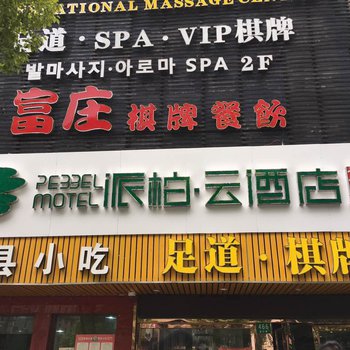 NATIONAL MASSAGE CEN
足道·SPA·VIP棋牌
발마사지·아로마 SPA 2F
富庄 棋牌餐飲
PEBBEL
MOTEL
派柏·云酒店
县小吃
足道·棋牌